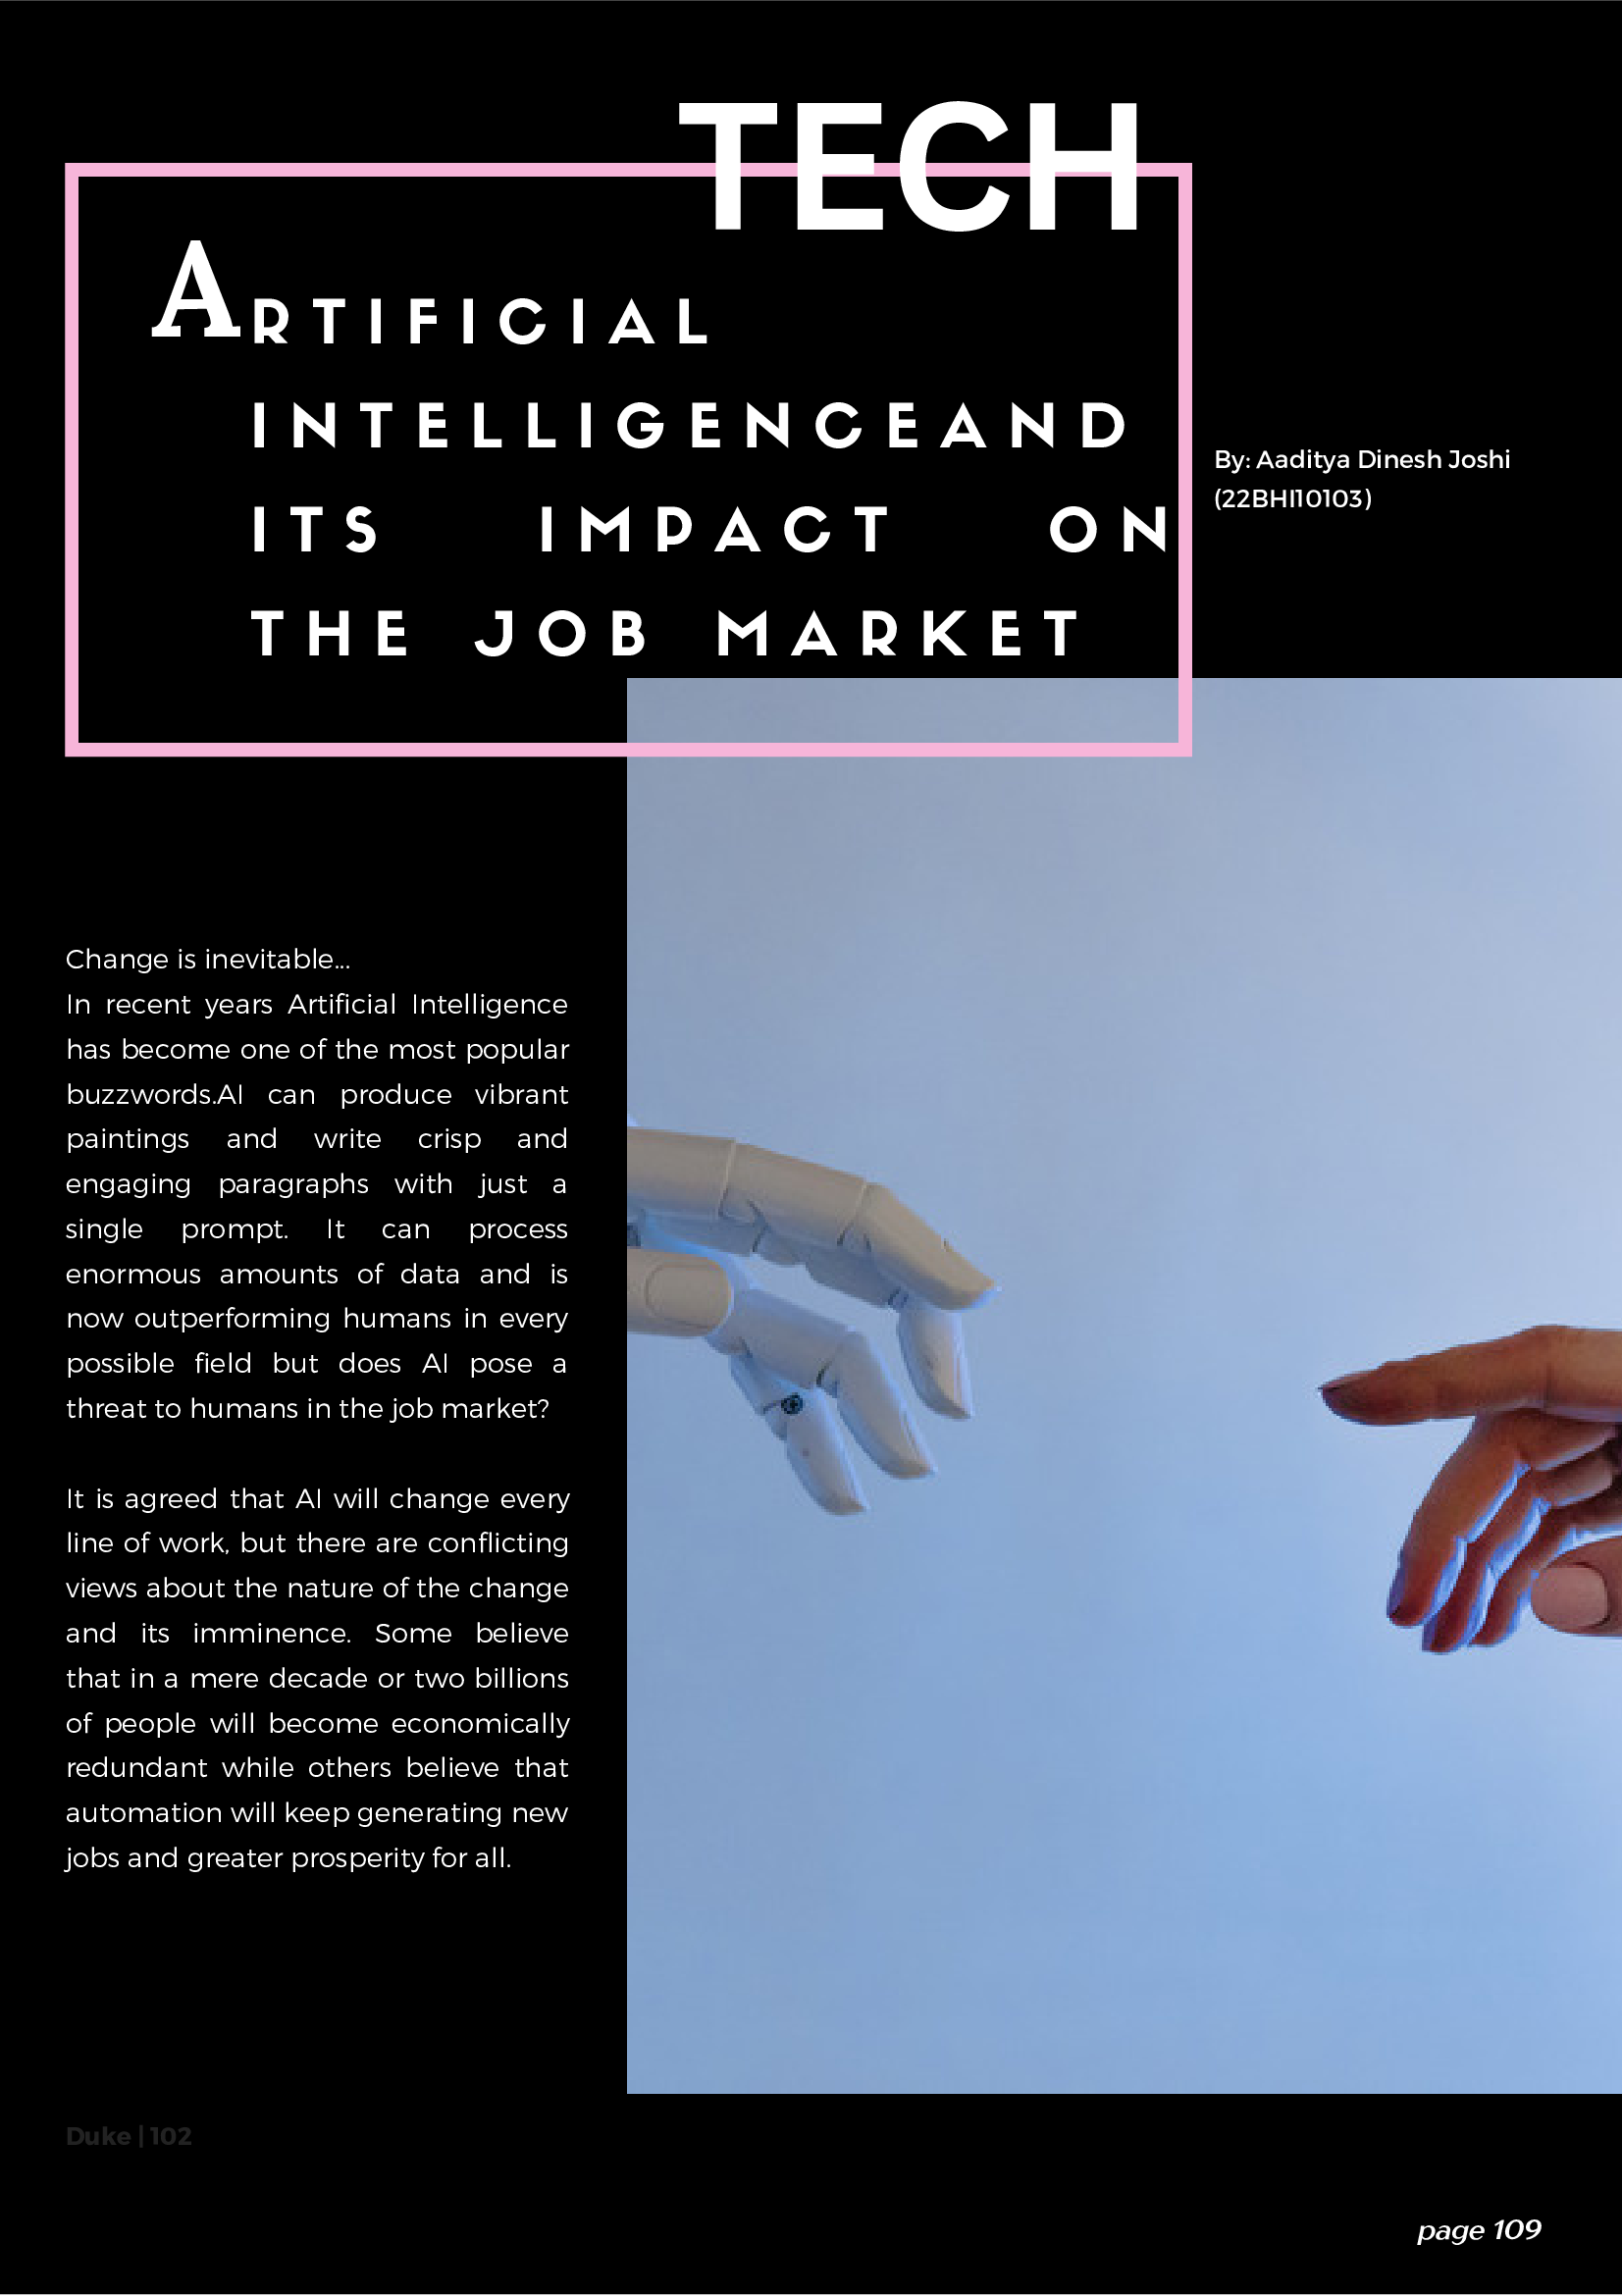 TECH
ARTIFICIAL
INTELLIGENCEAND
ITS IMPACT ON
THE JOB MARKET
By: Aaditya Dinesh Joshi
(22BHI10103)
Change is inevitable...
In recent years Artificial Intelligence
has become one of the most popular
buzzwords.AI can produce vibrant
paintings and write crisp and
engaging paragraphs with just a
single prompt. It can process
enormous amounts of data and is
now outperforming humans in every
possible field but does AI pose a
threat to humans in the job market?
It is agreed that AI will change every
line of work, but there are conflicting
views about the nature of the change
and its imminence. Some believe
that in a mere decade or two billions
of people will become economically
redundant while others believe that
automation will keep generating new
jobs and greater prosperity for all.
Duke | 102
page 109